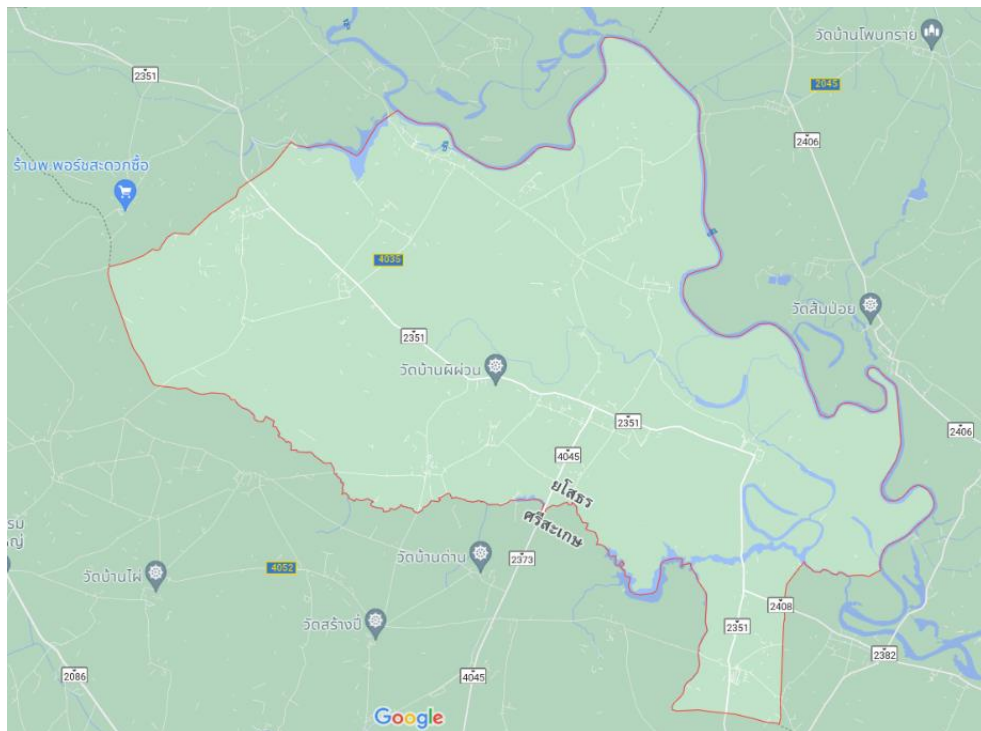 วัดบ้านโพนทราย
2351
2045
2406
ร้านพ.พอร์ชสะดวกซื้อ
4035
วัดส้มป่อย
2351
วัดบ้านผิผ่วน
2351
2406
4045
ยโสธร
ศรีสะเกษ
วัดบ้านด่าน
2373
4052
วัดบ้านไผ่
2408
วัดสร้างปี่
2351
2382
2086
4045
Google